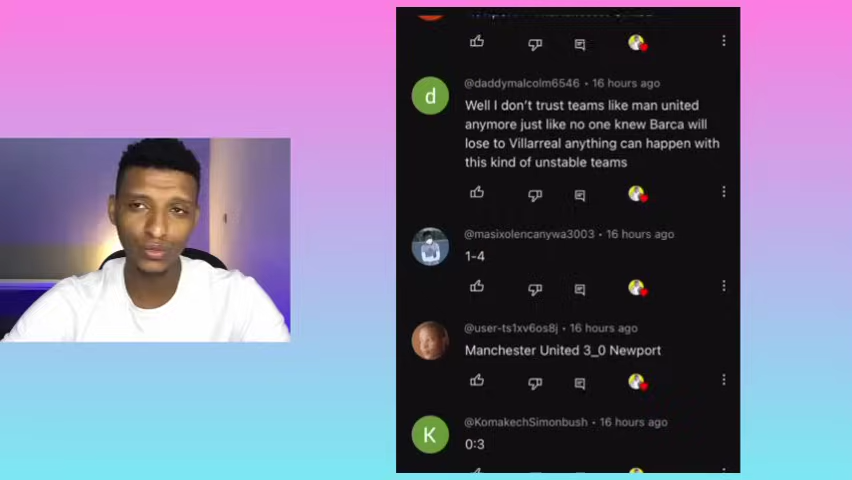 @daddymalcolm6546 • 16 hours ago
Well I don't trust teams like man united
anymore just like no one knew Barca will
lose to Villarreal anything can happen with
this kind of unstable teams
@masixolencanywa3003 • 16 hours ago
1-4
@user-ts1xv6os8j • 16 hours ago
Manchester United 3_0 Newport
@KomakechSimonbush • 16 hours ago
0:3
d
K